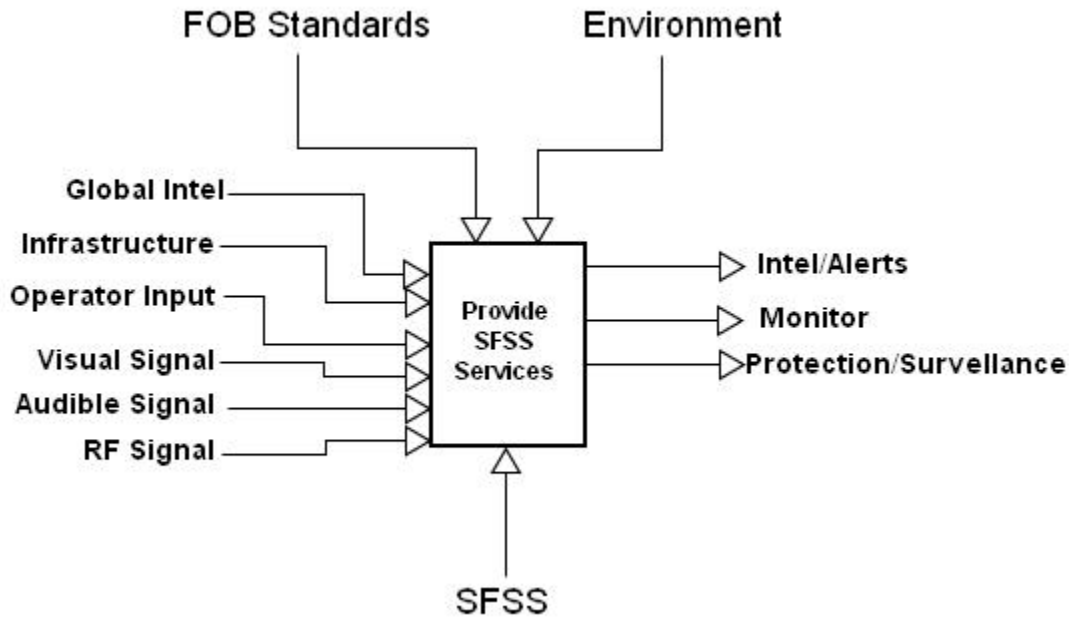 FOB Standards
Environment
Global Intel
Infrastructure
Operator Input
Visual Signal
Audible Signal
RF Signal
Provide
SFSS
Services
Intel/Alerts
Monitor
Protection/Survellance
SFSS